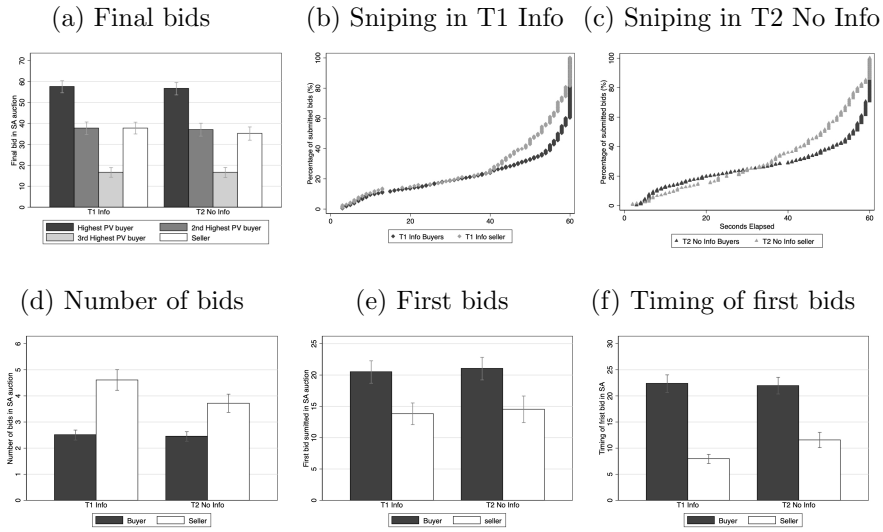 (a) Final bids
(b) Sniping in T1 Info
(c) Sniping in T2 No Info
Final bid in SA auction
0 10 20 30 40 50 60 70
T1 Info T2 No Info
Highest PV buyer 2nd Highest PV buyer
3rd Highest PV buyer Seller
Percentage of submitted bids (%)
0 20 40 60 80 100
0 20 40 60
T1 Info Buyers T1 Info seller
Percentage of submitted bids (%)
0 20 40 60 80 100
0 20 40 60
Seconds Elapsed
T2 No Info Buyers T2 No Info seller
(d) Number of bids
(e) First bids
(f) Timing of first bids
Number of bids in SA auction
0 1 2 3 4 5 6
T1 Info T2 No Info
Buyer Seller
First bid sumitted in SA auction
0 5 10 15 20 25
T1 Info T2 No Info
Buyer seller
Timing of frist bid in SA
0 5 10 15 20 25 30
T1 Info T2 No Info
Buyer Seller